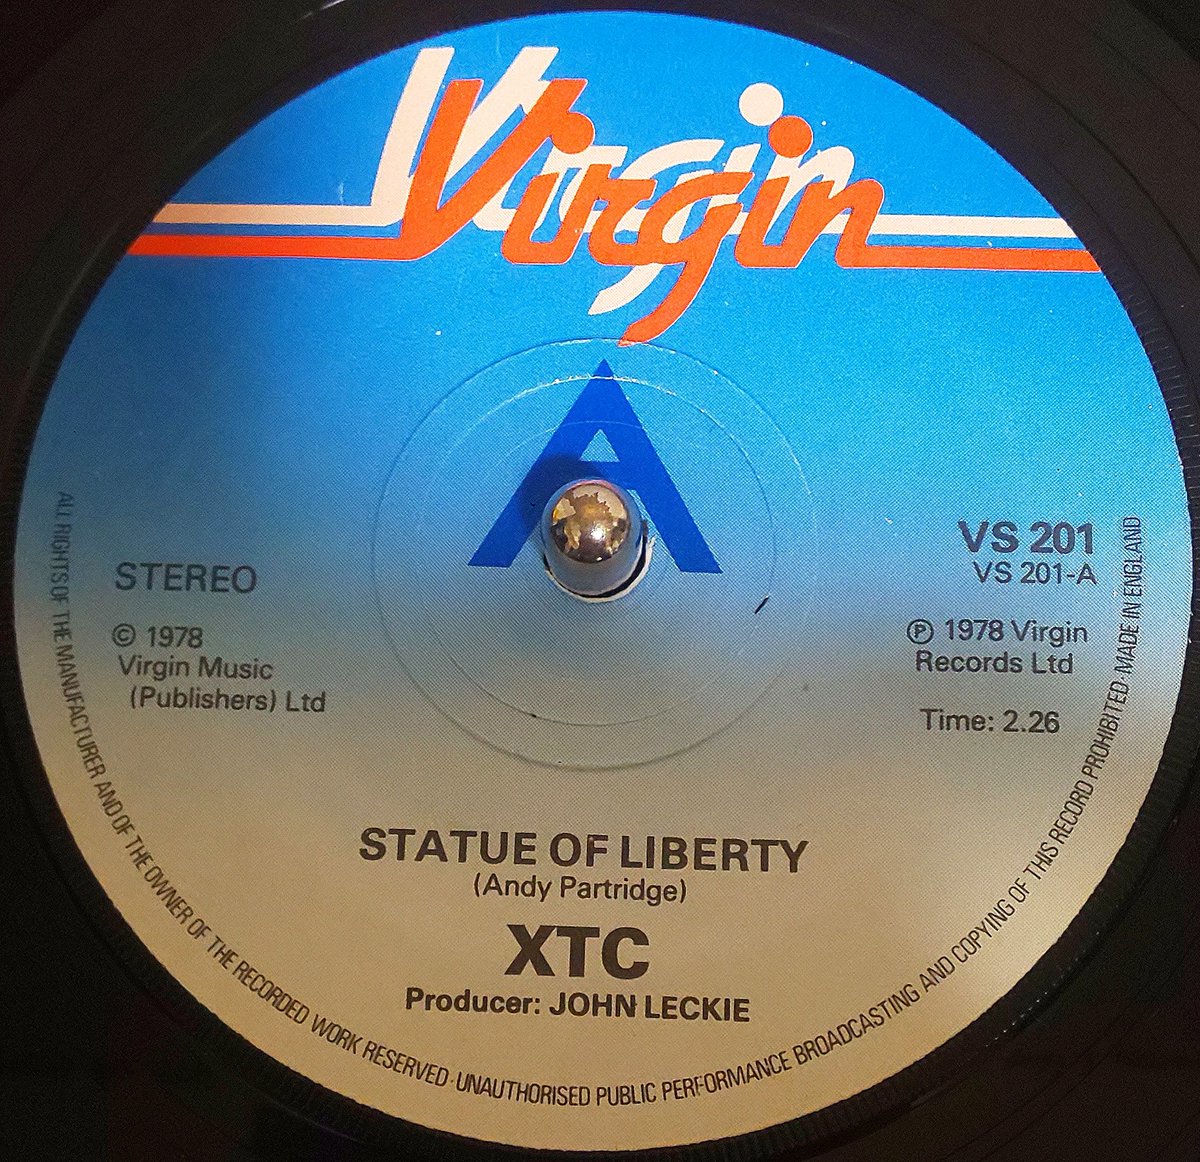 Virgin
A
STEREO
© 1978
Virgin Music
(Publishers) Ltd
VS 201
VS 201-A
℗ 1978 Virgin
Records Ltd
Time: 2.26
STATUE OF LIBERTY
(Andy Partridge)
XTC
Producer: JOHN LECKIE
ALL RIGHTS OF THE MANUFACTURER AND OF THE OWNER OF THE RECORDED WORK RESERVED · UNAUTHORISED PUBLIC PERFORMANCE BROADCASTING AND COPYING OF THIS RECORD PROHIBITED · MADE IN ENGLAND